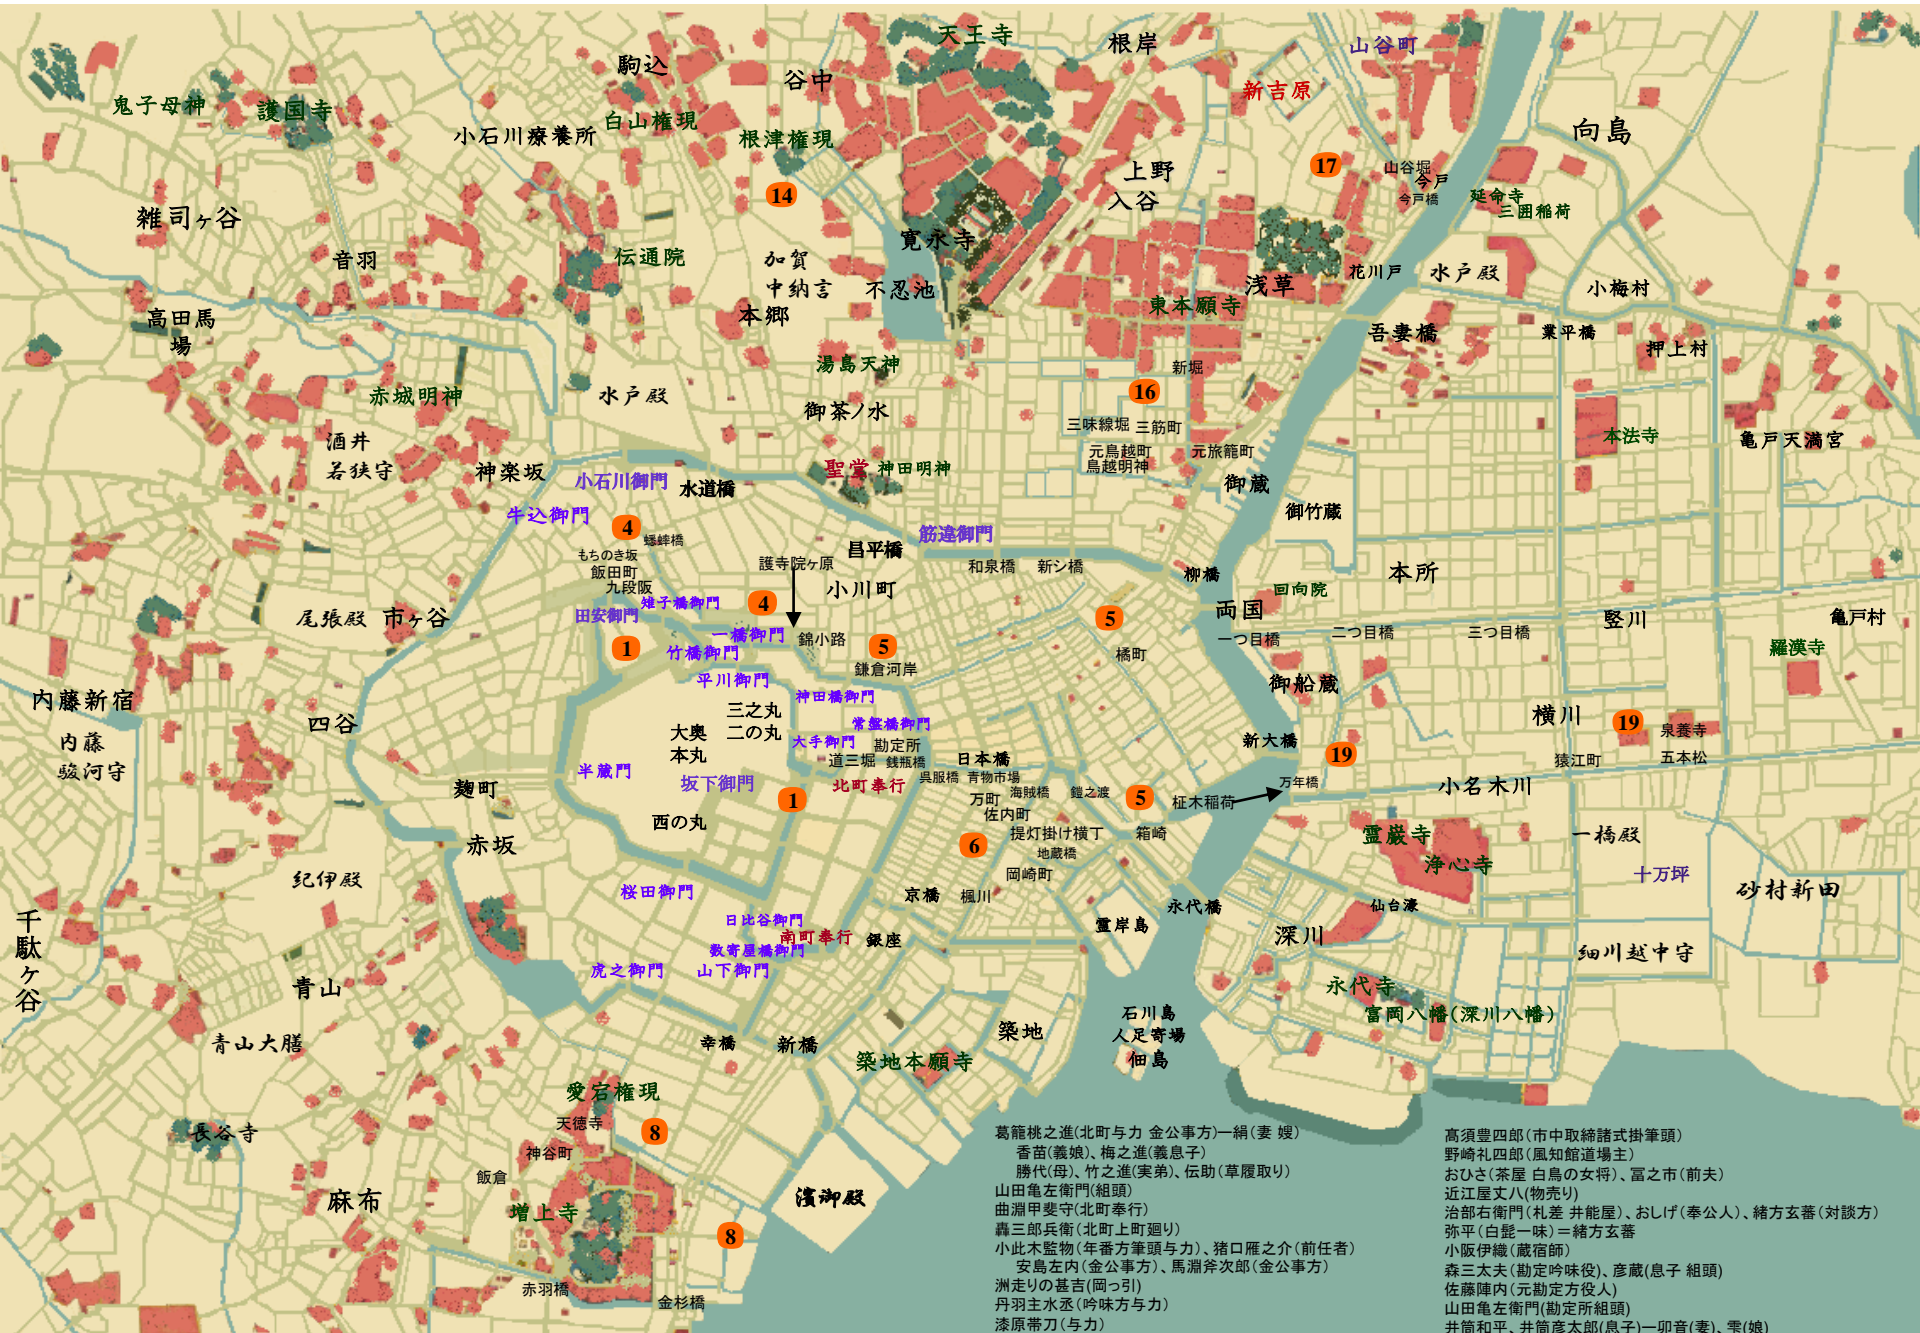 天王寺
根岸
山谷町
駒込
谷中
新吉原
鬼子母神
護国寺
小石川療養所
白山権現
根津権現
向島
17
山谷堀
今戸
今戸橋
14
上野
入谷
延命寺
三囲稲荷
雑司ヶ谷
音羽
伝通院
加賀
中納言
寛永寺
不忍池
本郷
浅草
花川戸
水戸殿
東本願寺
小梅村
高田馬
場
吾妻橋
業平橋
押上村
湯島天神
新堀
16
赤城明神
水戸殿
御茶ノ水
三味線堀
三筋町
酒井
若狭守
元鳥越町
鳥越明神
元旅籠町
本法寺
亀戸天満宮
神楽坂
小石川御門
水道橋
聖堂
神田明神
御蔵
御竹蔵
牛込御門
4
蟋蟀橋
筋違御門
昌平橋
もちのき坂
飯田町
九段阪
護寺院ヶ原
小川町
和泉橋
新シ橋
柳橋
本所
回向院
尾張殿
市ヶ谷
田安御門
雉子橋御門
4
一橋御門
錦小路
5
5
両国
一つ目橋
二つ目橋
三つ目橋
竪川
亀戸村
1
竹橋御門
鎌倉河岸
橘町
羅漢寺
平川御門
神田橋御門
御船蔵
内藤新宿
四谷
三之丸
二の丸
大奥
本丸
常盤橋御門
大手御門
勘定所
道三堀
銭瓶橋
日本橋
新大橋
19
横川
19
泉養寺
内藤
駿河守
半蔵門
坂下御門
1
北町奉行
呉服橋
青物市場
万町
海賊橋
鎧之渡
5
柾木稲荷
万年橋
猿江町
五本松
麹町
佐内町
小名木川
西の丸
赤坂
6
提灯掛け横丁
地蔵橋
箱崎
霊巌寺
浄心寺
一橋殿
紀伊殿
岡崎町
十万坪
砂村新田
桜田御門
京橋
楓川
永代橋
仙台濠
千駄ヶ谷
日比谷御門
南町奉行
銀座
霊岸島
深川
細川越中守
数寄屋橋御門
虎之御門
山下御門
青山
永代寺
富岡八幡(深川八幡)
青山大膳
幸橋
新橋
築地
石川島
人足寄場
佃島
築地本願寺
愛宕権現
天徳寺
8
長谷寺
神谷町
飯倉
麻布
増上寺
濱御殿
8
赤羽橋
金杉橋
葛籠桃之進(北町与力 金公事方)━絹(妻 嫂)
香苗(義娘)、梅之進(義息子)
勝代(母)、竹之進(実弟)、伝助(草履取り)
山田亀左衛門(組頭)
曲淵甲斐守(北町奉行)
轟三郎兵衛(北町上町廻り)
小此木監物(年番方筆頭与力)、猪口雁之介(前任者)
安島左内(金公事方)、馬淵斧次郎(金公事方)
洲走りの甚吉(岡っ引)
丹羽主水丞(吟味方与力)
漆原帯刀(与力)
髙須豊四郎(市中取締諸式掛筆頭)
野崎礼四郎(風知館道場主)
おひさ(茶屋 白鳥の女将)、冨之市(前夫)
近江屋丈八(物売り)
治部右衛門(札差 井能屋)、おしげ(奉公人)、緒方玄蕃(対談方)
弥平(白髭一味)＝緒方玄蕃
小阪伊織(蔵宿師)
森三太夫(勘定吟味役)、彦蔵(息子 組頭)
佐藤陣内(元勘定方役人)
山田亀左衛門(勘定所組頭)
井筒和平、井筒彦太郎(息子)━卯音(妻)、雫(娘)